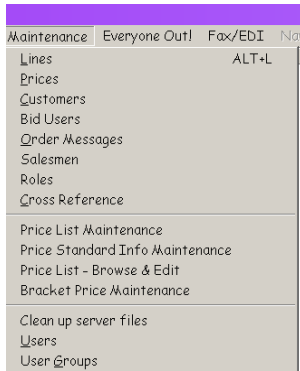 Maintenance Everyone Out! Fax/EDI Na
Lines ALT+L
Prices
Customers
Bid Users
Order Messages
Salesmen
Roles
Cross Reference
Price List Maintenance
Price Standard Info Maintenance
Price List - Browse & Edit
Bracket Price Maintenance
Clean up server files
Users
User Groups